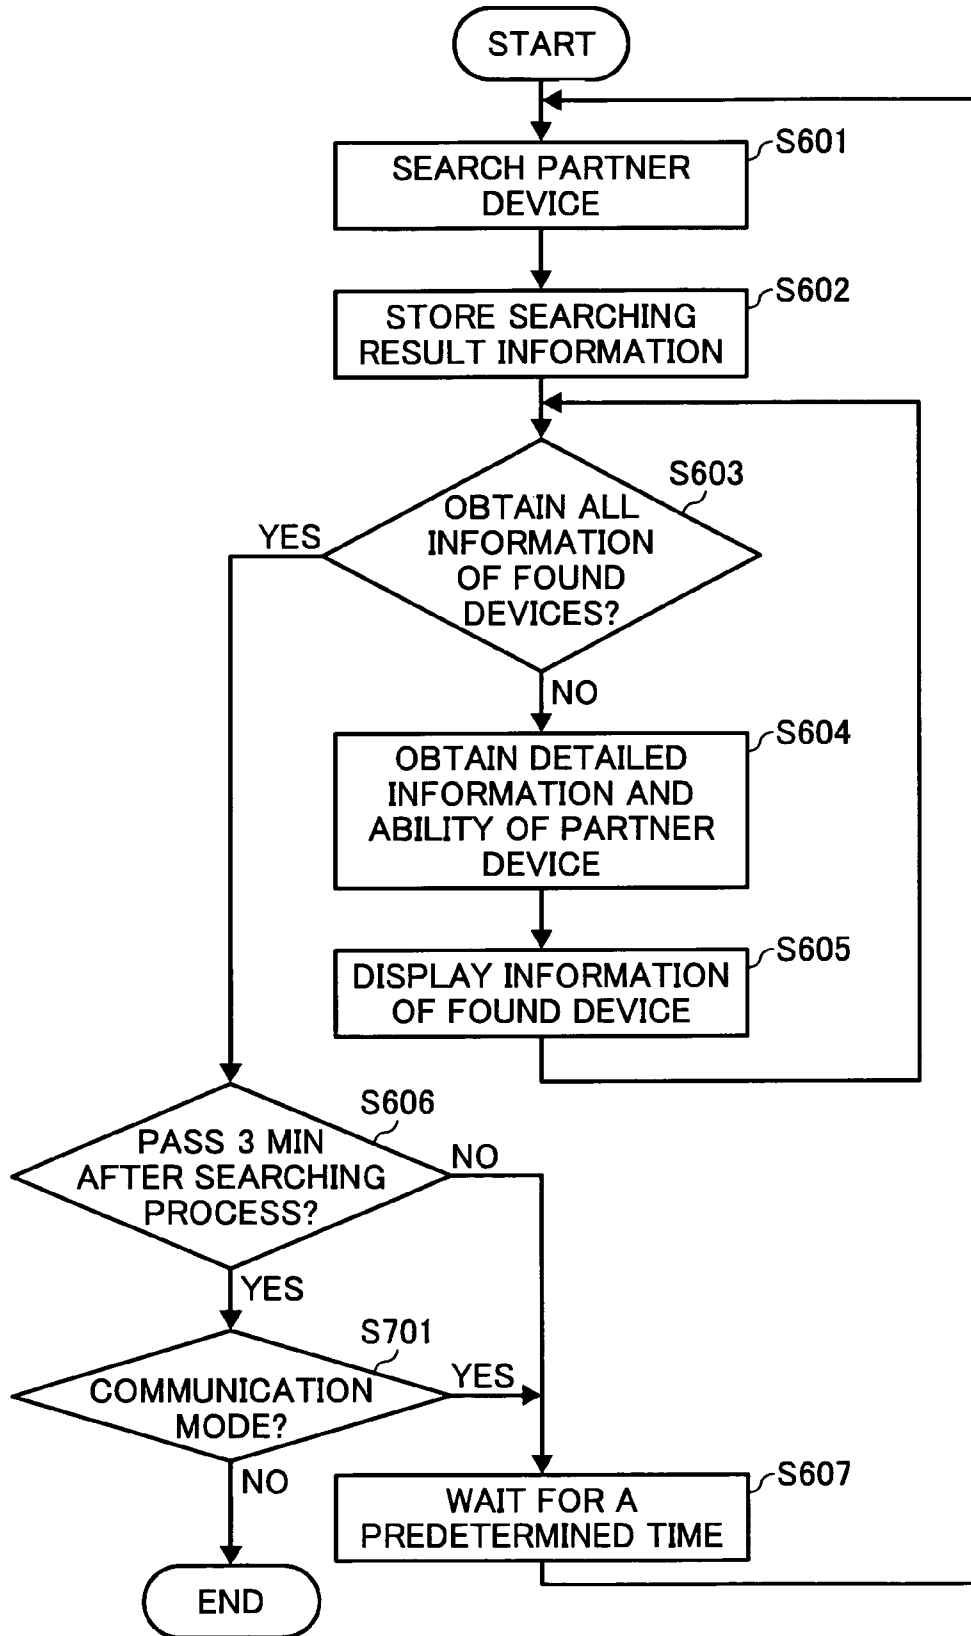 START
S601
SEARCH PARTNER
DEVICE
S602
STORE SEARCHING
RESULT INFORMATION
S603
OBTAIN ALL
INFORMATION
OF FOUND
DEVICES?
YES
NO
S604
OBTAIN DETAILED
INFORMATION AND
ABILITY OF PARTNER
DEVICE
S605
DISPLAY INFORMATION
OF FOUND DEVICE
S606
PASS 3 MIN
AFTER SEARCHING
PROCESS?
NO
YES
S701
COMMUNICATION
MODE?
YES
NO
S607
WAIT FOR A
PREDETERMINED TIME
END